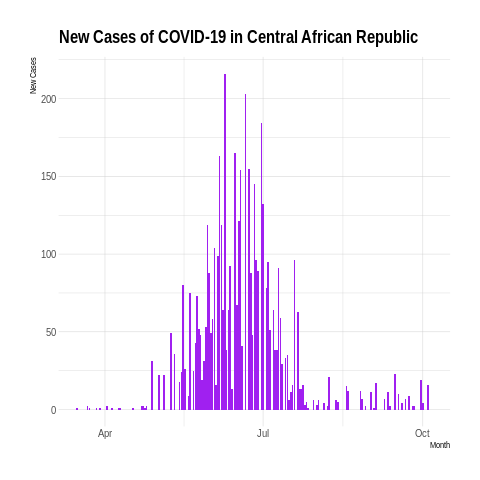 New Cases of COVID-19 in Central African Republic
New Cases
200
150
100
50
0
Apr
Jul
Oct
Month